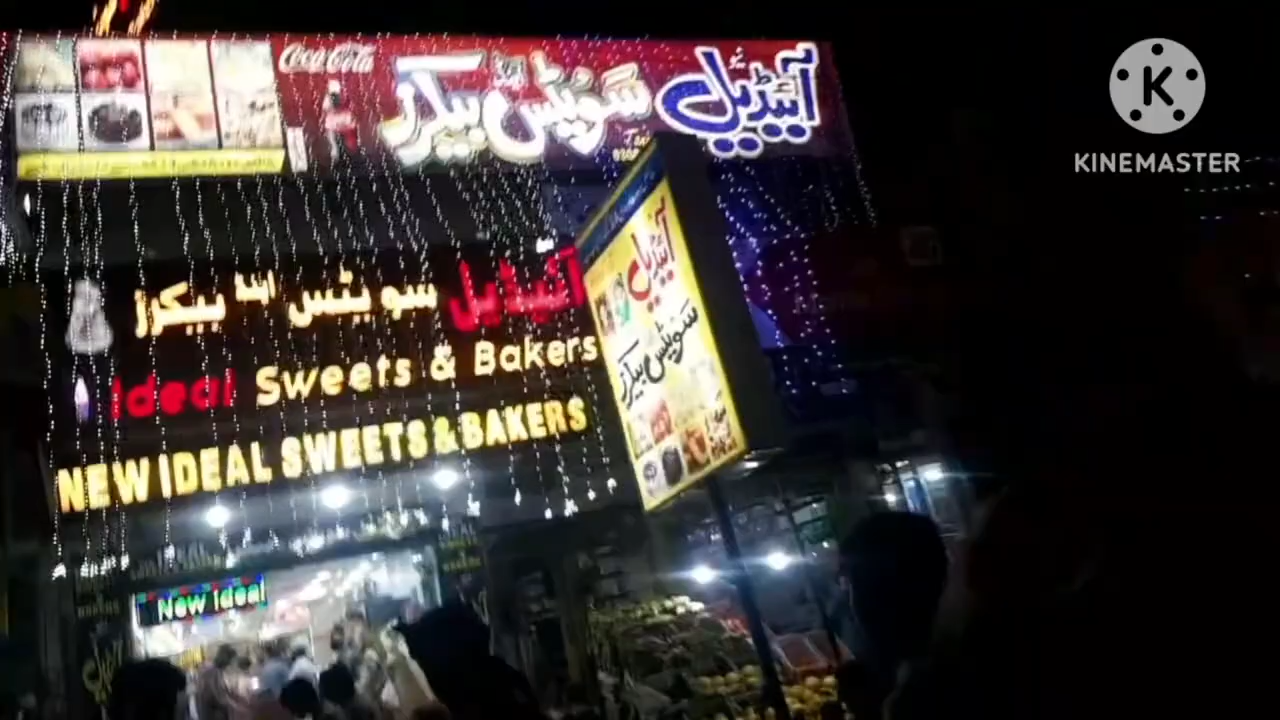 Coca-Cola
آئیڈیل سویٹس اینڈ بیکرز
KINEMASTER
آئیڈیل
سویٹس بیکرز
آئیڈیل سویٹس اینڈ بیکرز
Ideal Sweets & Bakers
NEW IDEAL SWEETS & BAKERS
New Ideal